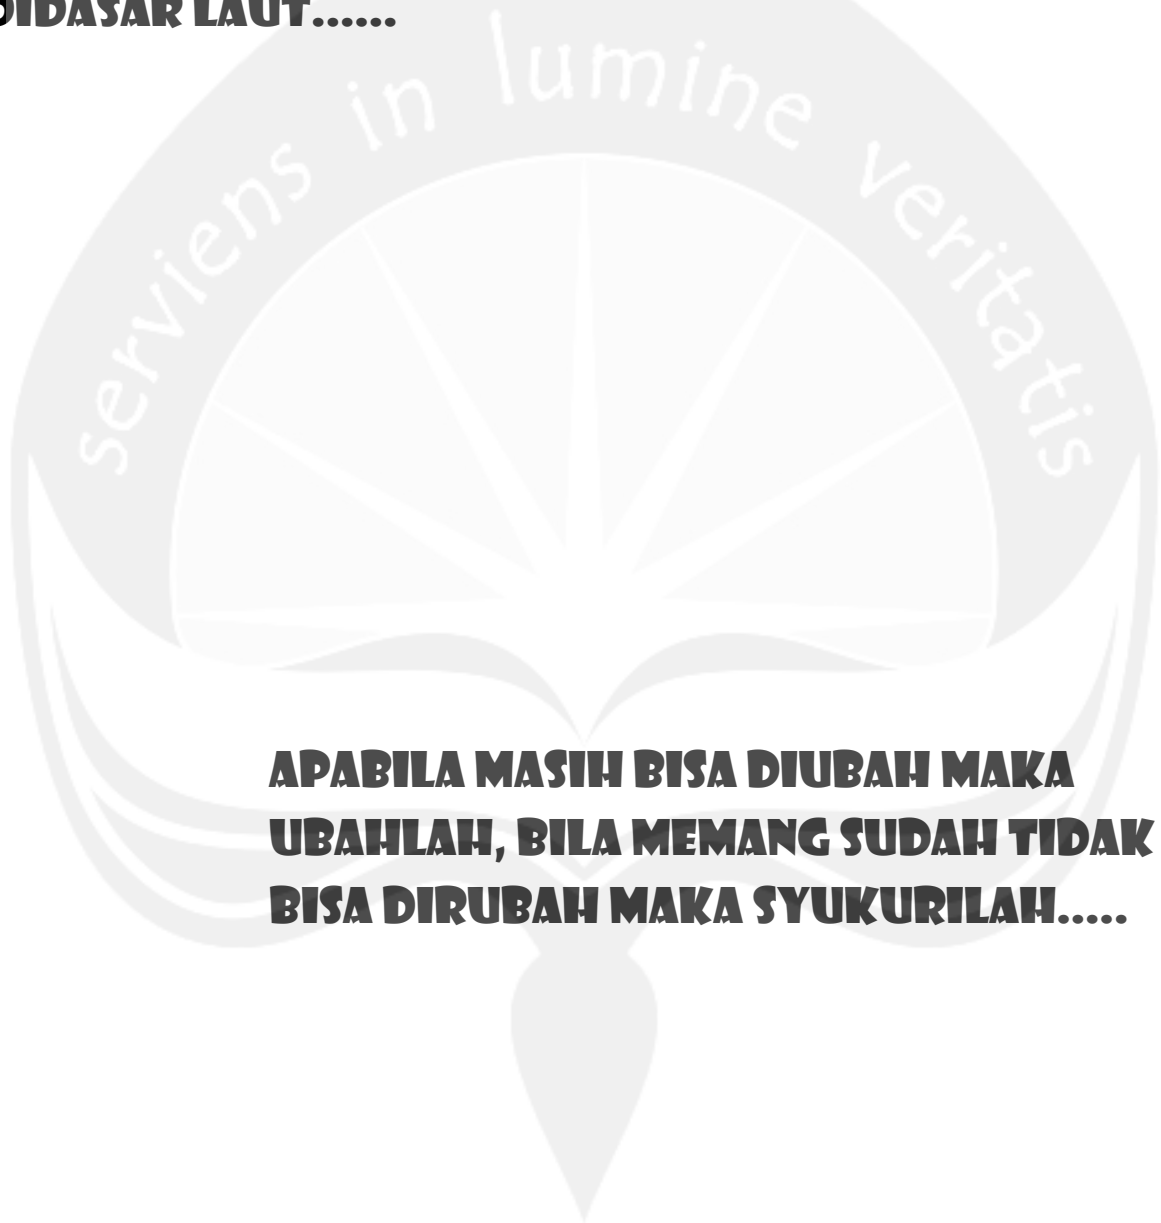 DIDASAR LAUT......
serviens in lumine veritatis
APABILA MASIH BISA DIUBAH MAKA
UBAHLAH, BILA MEMANG SUDAH TIDAK
BISA DIRUBAH MAKA SYUKURILAH.....